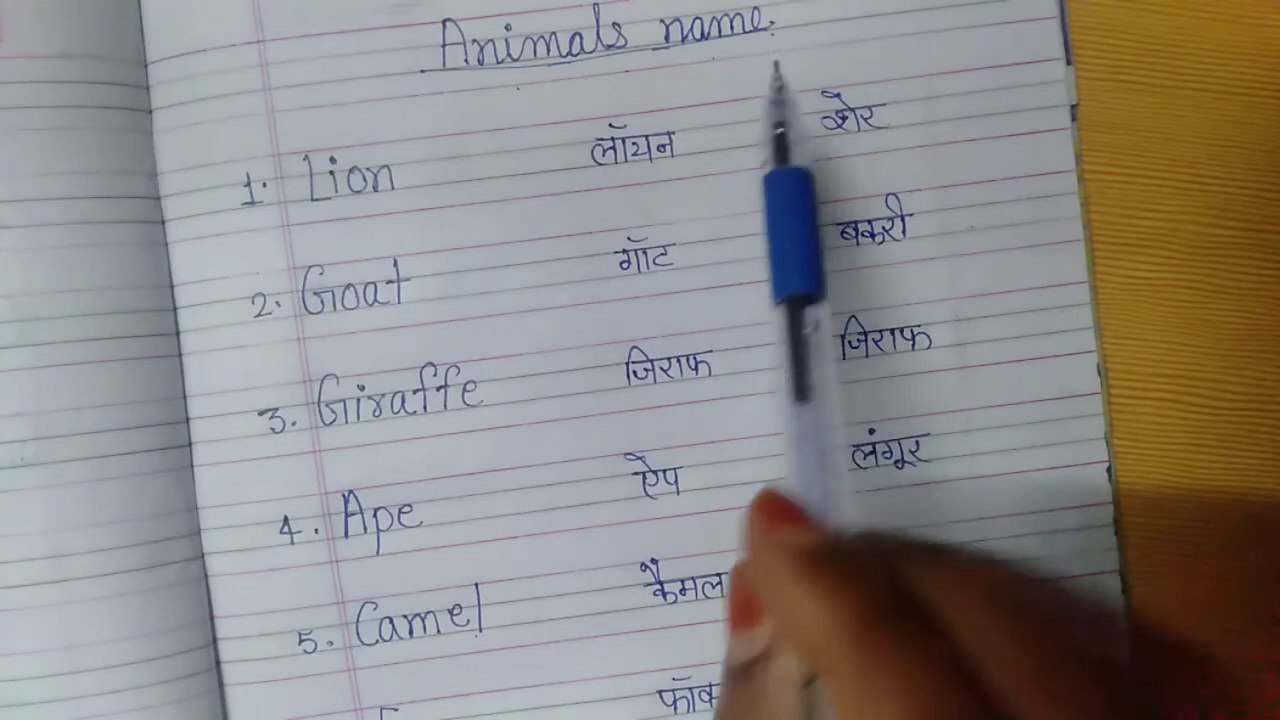 Animals name.
1. Lion लॉयन शेर
2. Goat गॉट बकरी
3. Giraffe जिराफ जिराफ
4. Ape ऐप लंगूर
5. Camel कैमल